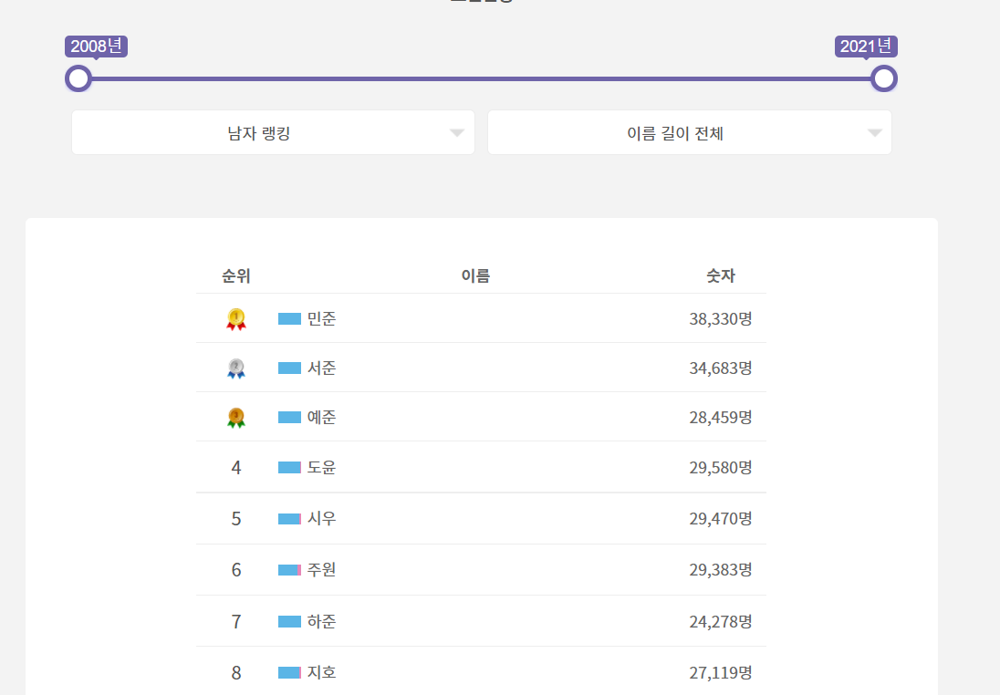 2008년 2021년
남자 랭킹 이름 길이 전체
순위 이름 숫자
1 민준 38,330명
2 서준 34,683명
3 예준 28,459명
4 도윤 29,580명
5 시우 29,470명
6 주원 29,383명
7 하준 24,278명
8 지호 27,119명